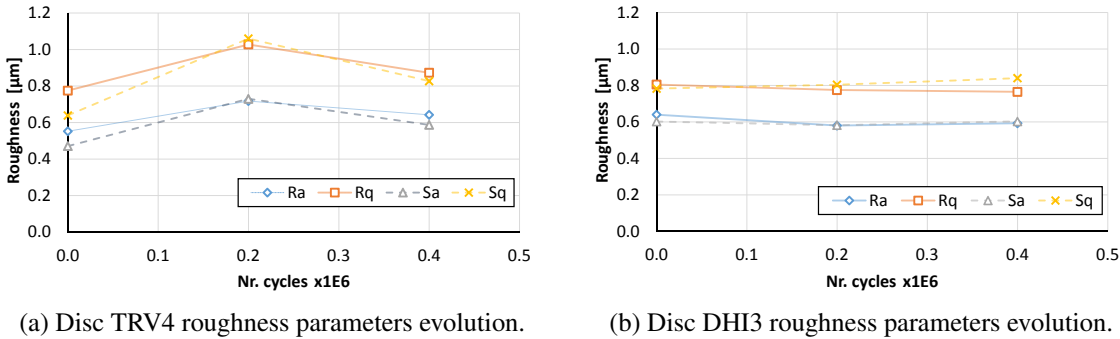 1.2
1.0
0.8
0.6
0.4
0.2
0.0
Roughness [µm]
Ra Rq Sa Sq
0.0 0.1 0.2 0.3 0.4 0.5
Nr. cycles x1E6
(a) Disc TRV4 roughness parameters evolution.
1.2
1.0
0.8
0.6
0.4
0.2
0.0
Roughness [µm]
Ra Rq Sa Sq
0.0 0.1 0.2 0.3 0.4 0.5
Nr. cycles x1E6
(b) Disc DHI3 roughness parameters evolution.